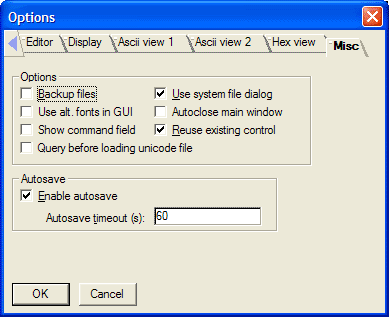 Options
Editor Display Ascii view 1 Ascii view 2 Hex view Misc
Options
Backup files Use system file dialog
Use alt. fonts in GUI Autoclose main window
Show command field Reuse existing control
Query before loading unicode file
Autosave
Enable autosave
Autosave timeout (s): 60
OK Cancel